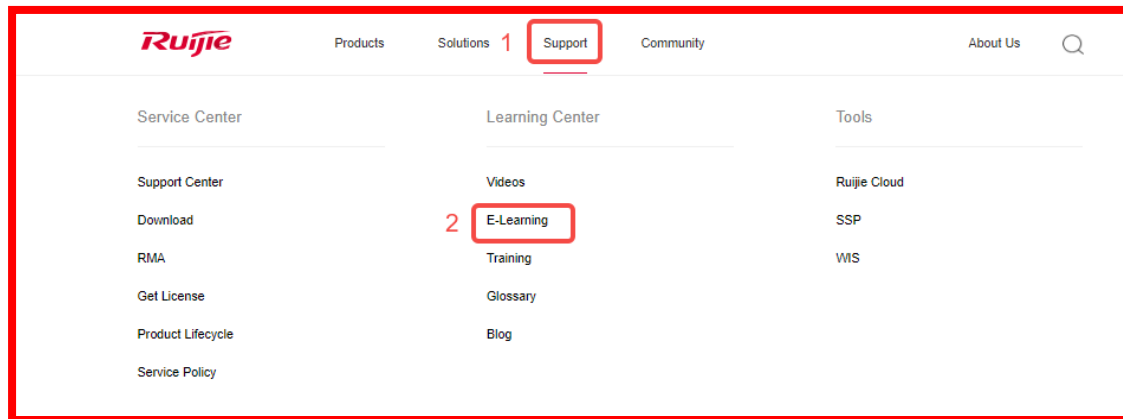 Ruijie Products Solutions 1 Support Community About Us
Service Center
Support Center
Download
RMA
Get License
Product Lifecycle
Service Policy
Learning Center
Videos
2 E-Learning
Training
Glossary
Blog
Tools
Ruijie Cloud
SSP
WIS